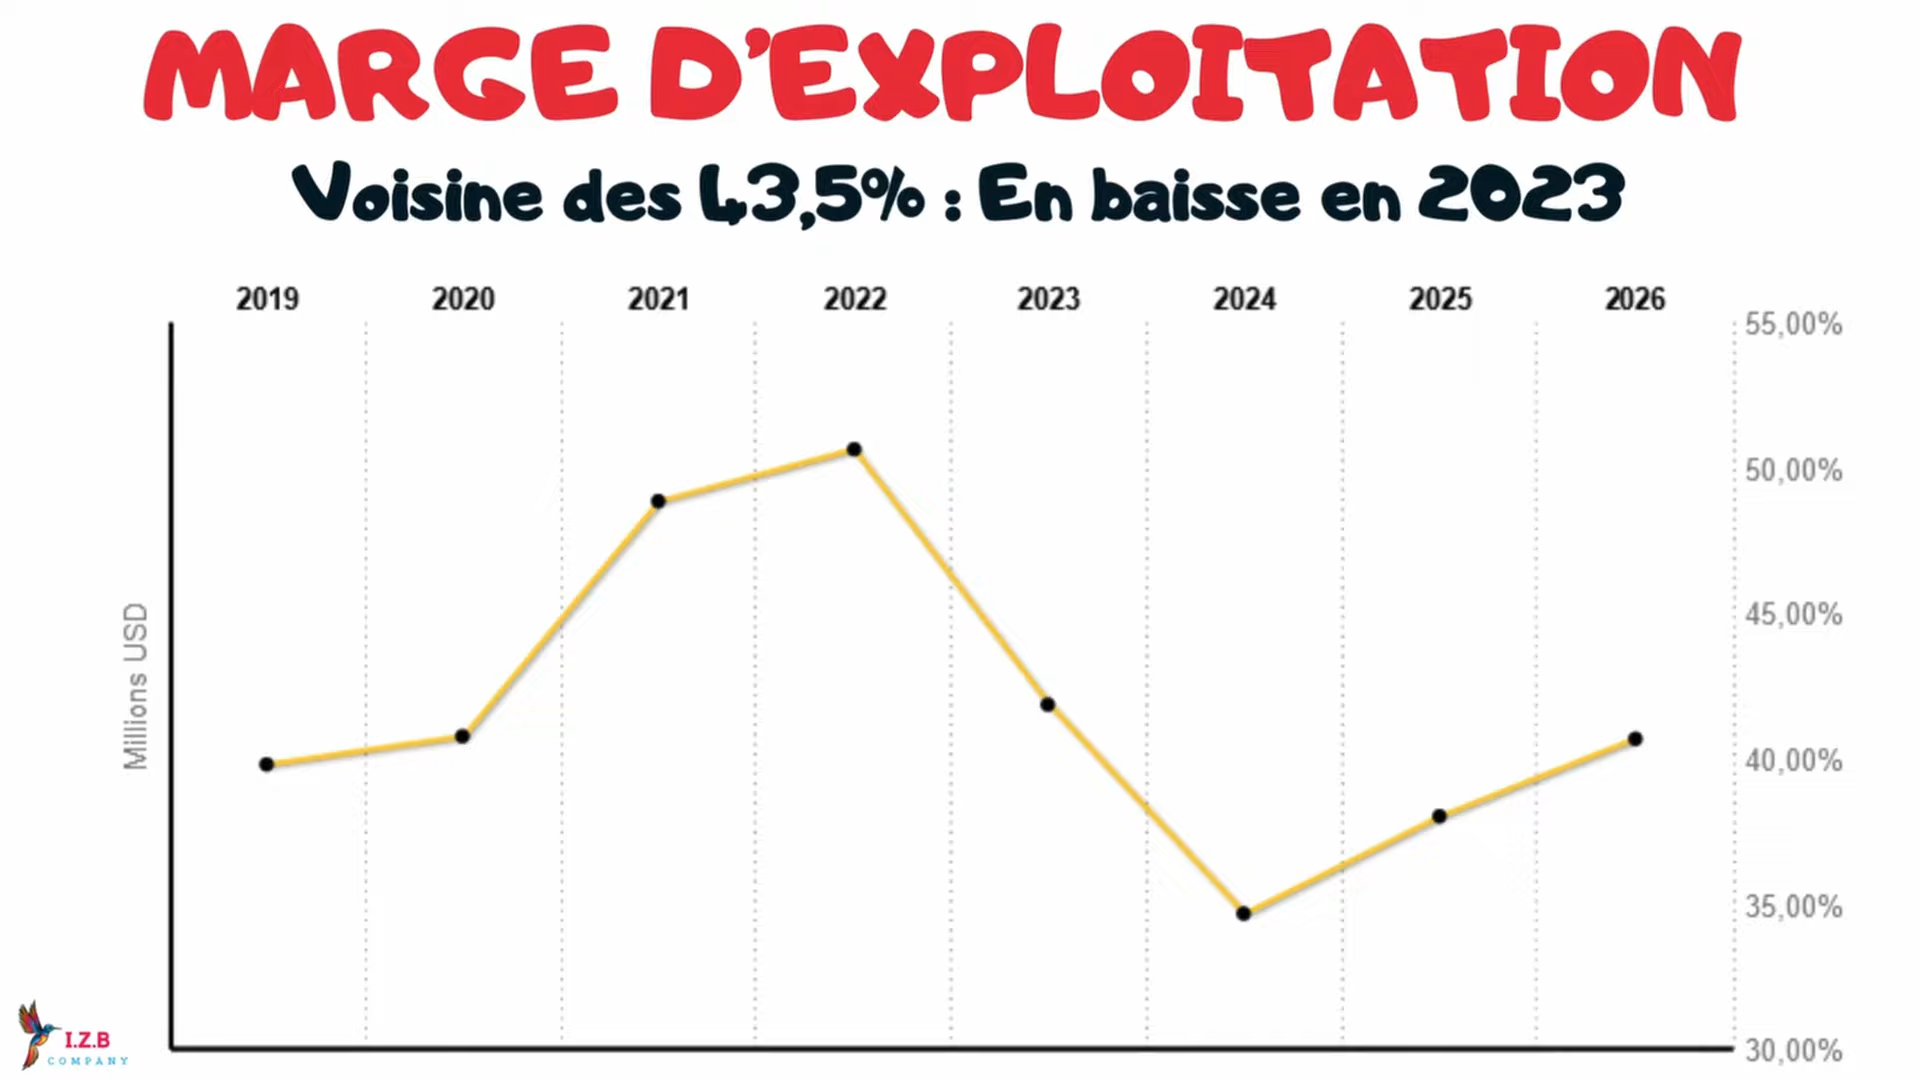 MARGE D'EXPLOITATION
Voisine des 43,5% : En baisse en 2023
2019 2020 2021 2022 2023 2024 2025 2026
55,00%
50,00%
45,00%
Millions USD
40,00%
35,00%
30,00%
I.Z.B
COMPANY